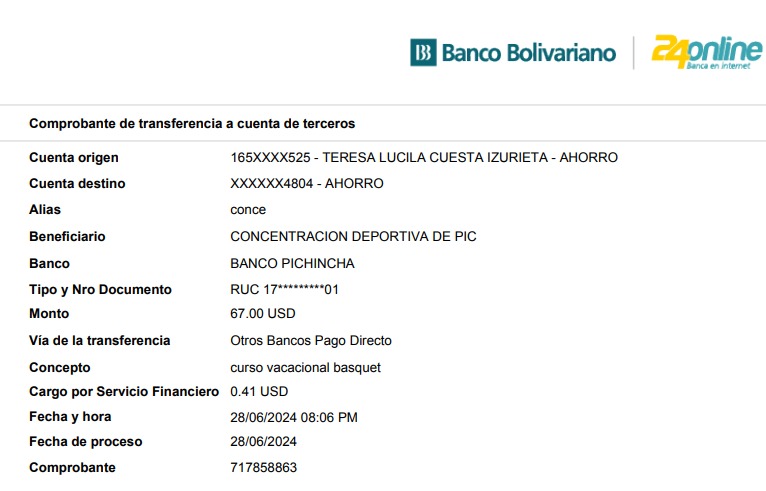 Banco Bolivariano 24online
Banca en internet
Comprobante de transferencia a cuenta de terceros
Cuenta origen 165XXXX525 - TERESA LUCILA CUESTA IZURIETA - AHORRO
Cuenta destino XXXXXX4804 - AHORRO
Alias conce
Beneficiario CONCENTRACION DEPORTIVA DE PIC
Banco BANCO PICHINCHA
Tipo y Nro Documento RUC 17*********01
Monto 67.00 USD
Vía de la transferencia Otros Bancos Pago Directo
Concepto curso vacacional basquet
Cargo por Servicio Financiero 0.41 USD
Fecha y hora 28/06/2024 08:06 PM
Fecha de proceso 28/06/2024
Comprobante 717858863